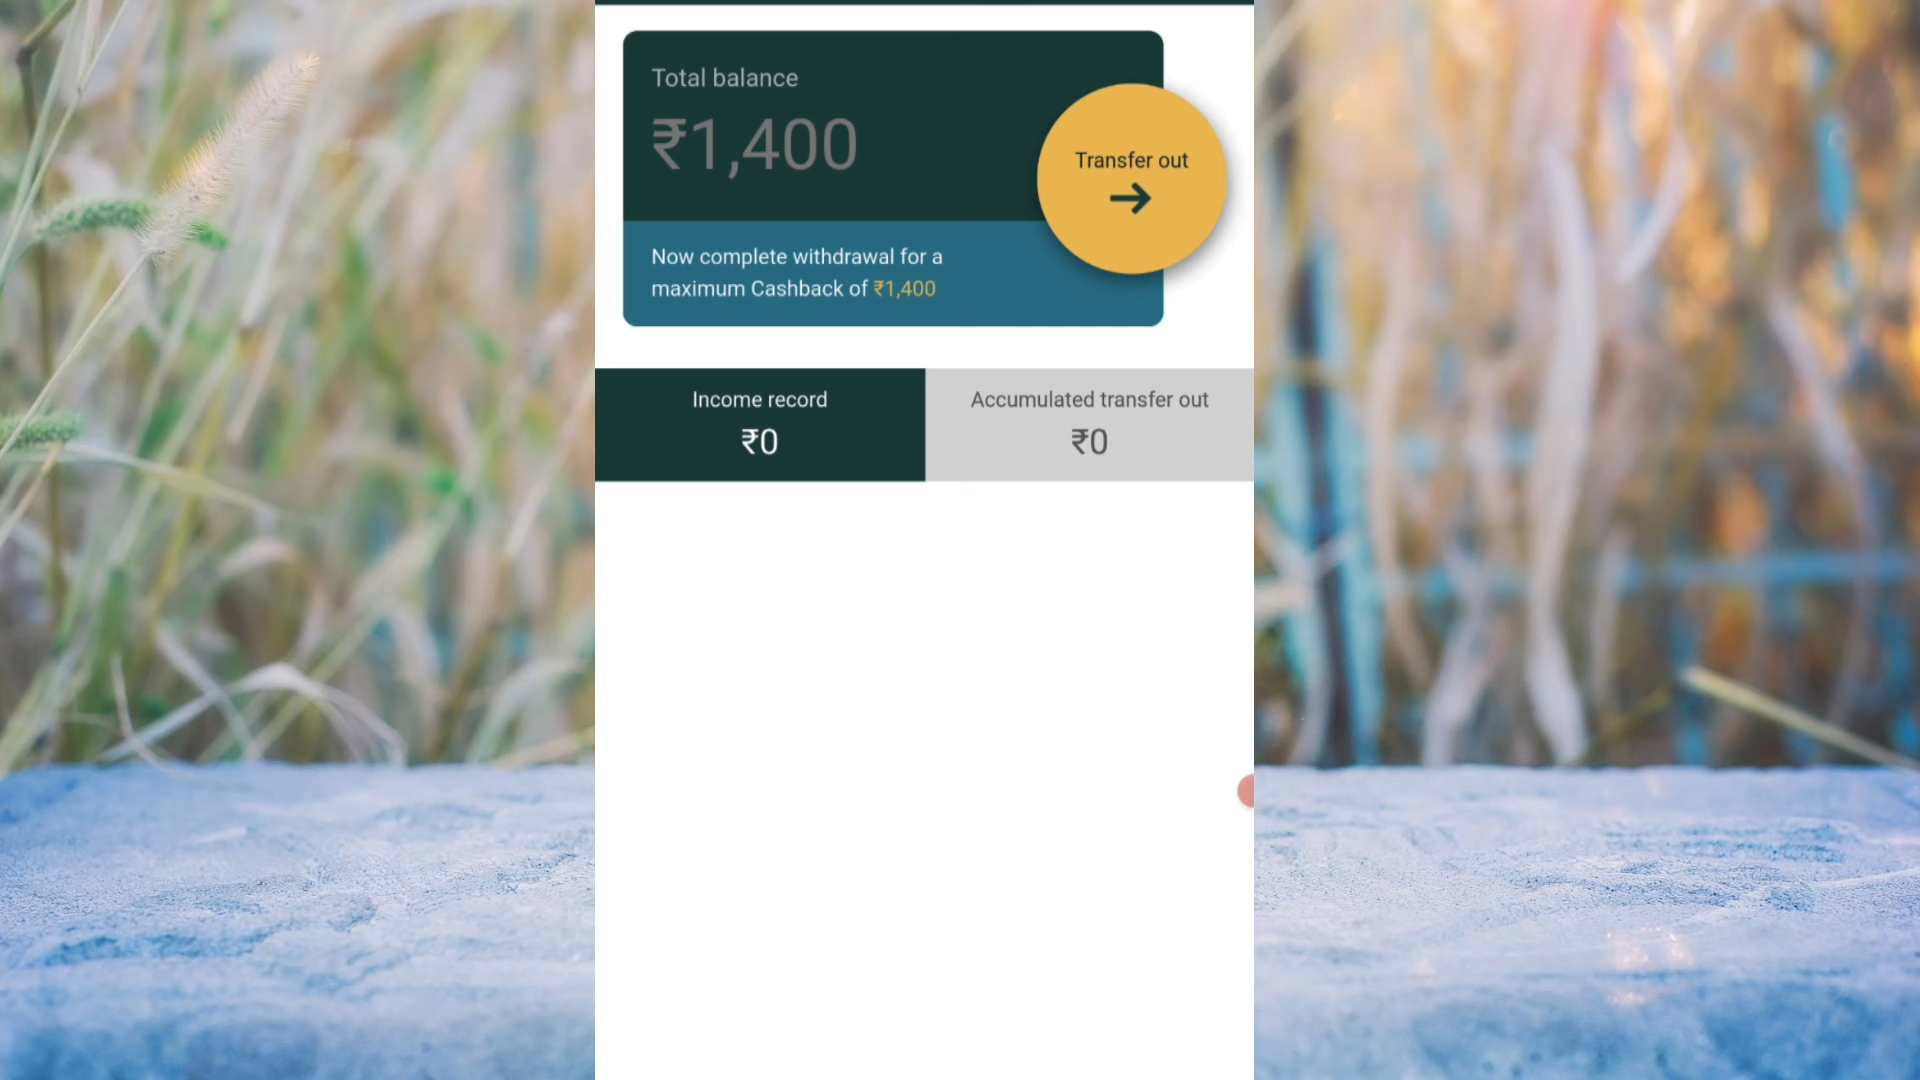 Total balance
₹1,400
Transfer out
Now complete withdrawal for a
maximum Cashback of ₹1,400
Income record
₹0
Accumulated transfer out
₹0